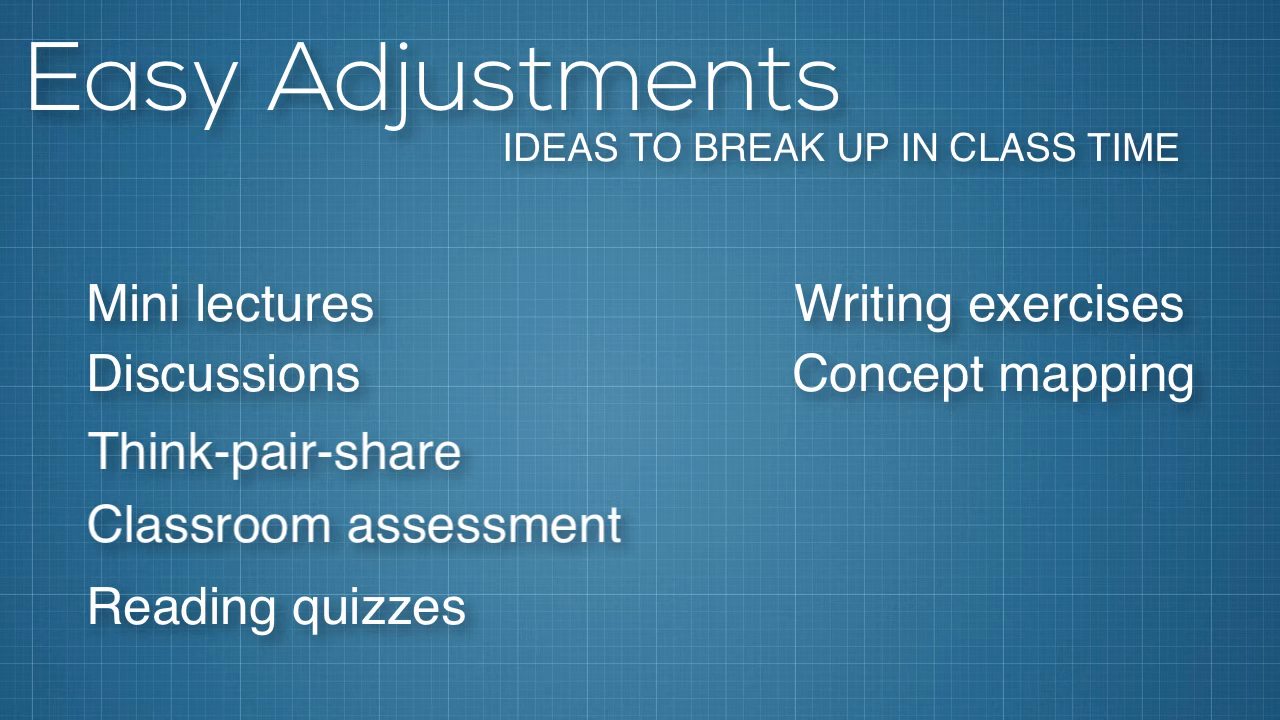 Easy Adjustments
IDEAS TO BREAK UP IN CLASS TIME
Mini lectures
Discussions
Think-pair-share
Classroom assessment
Reading quizzes
Writing exercises
Concept mapping